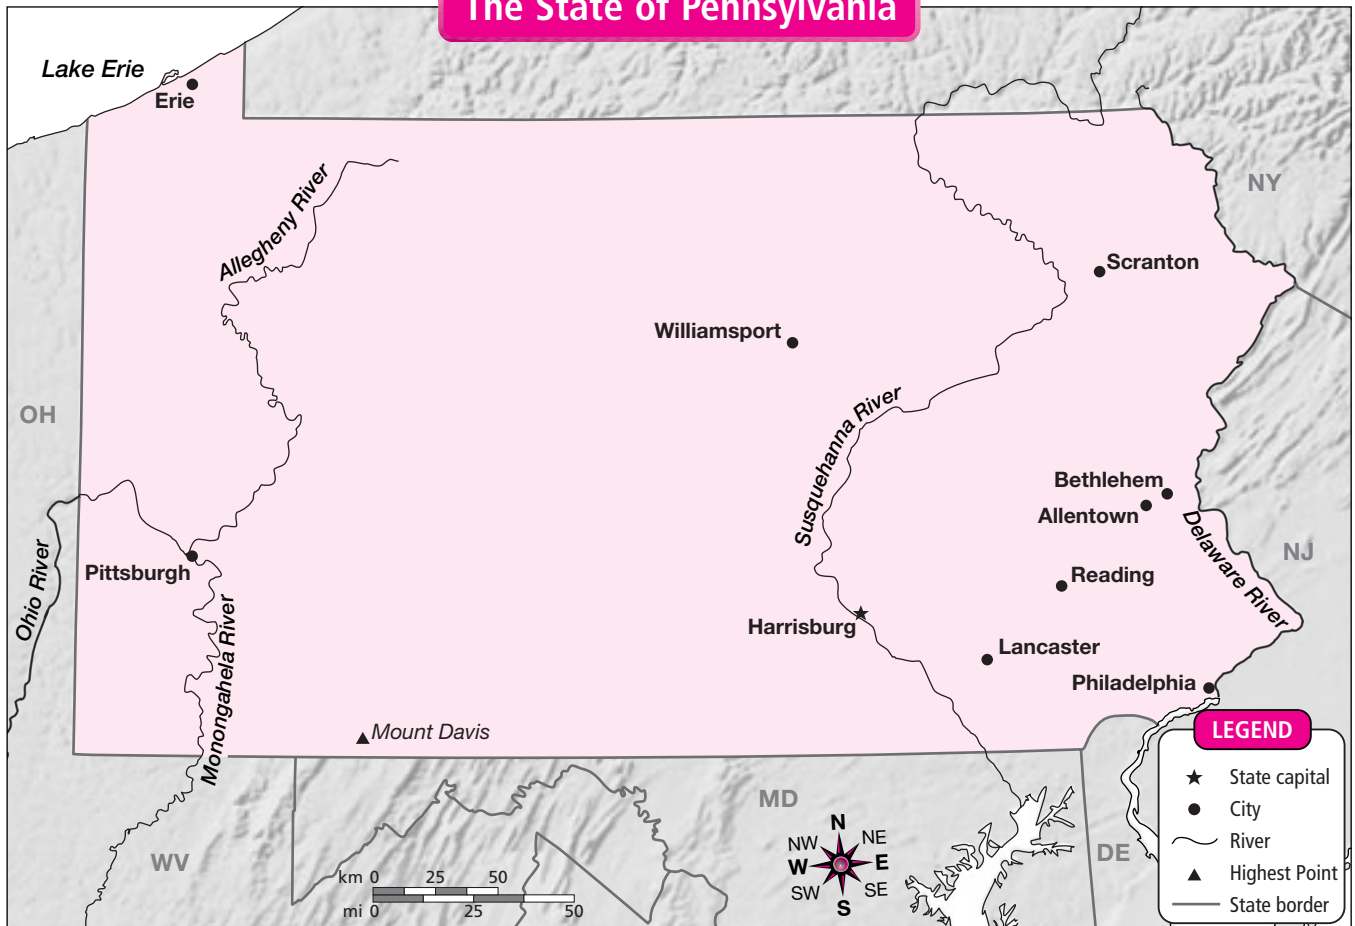 The State of Pennsylvania
Lake Erie
Erie
Allegheny River
NY
Scranton
Williamsport
OH
Susquehanna River
Bethlehem
Allentown
Delaware River
NJ
Ohio River
Pittsburgh
Reading
Monongahela River
Harrisburg
Lancaster
Philadelphia
Mount Davis
LEGEND
State capital
City
River
Highest Point
State border
MD
DE
WV
N
NW NE
W E
SW SE
S
km 0 25 50
mi 0 25 50